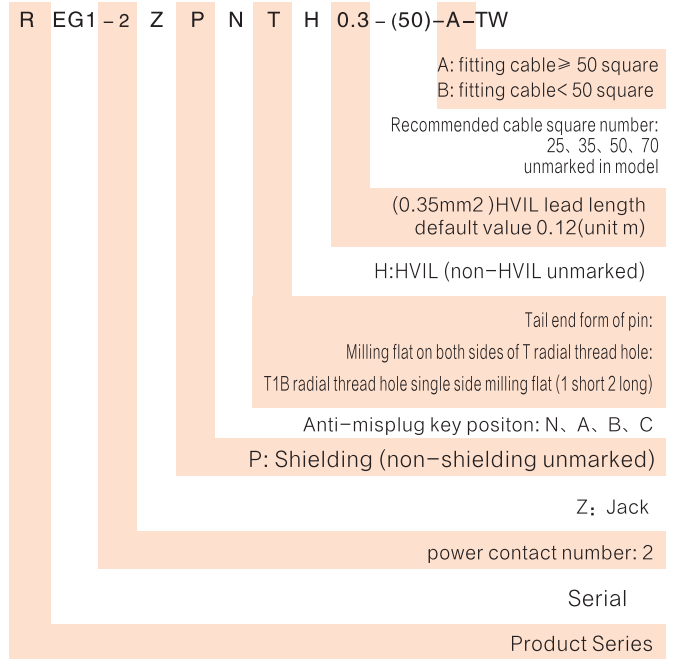 R EG1-2 Z P N T H 0.3-(50)-A-TW
A: fitting cable≥ 50 square
B: fitting cable< 50 square
Recommended cable square number:
25、35、50、70
unmarked in model
(0.35mm2 )HVIL lead length
default value 0.12(unit m)
H:HVIL (non-HVIL unmarked)
Tail end form of pin:
Milling flat on both sides of T radial thread hole:
T1B radial thread hole single side milling flat (1 short 2 long)
Anti-misplug key positon: N、A、B、C
P: Shielding (non-shielding unmarked)
Z：Jack
power contact number: 2
Serial
Product Series